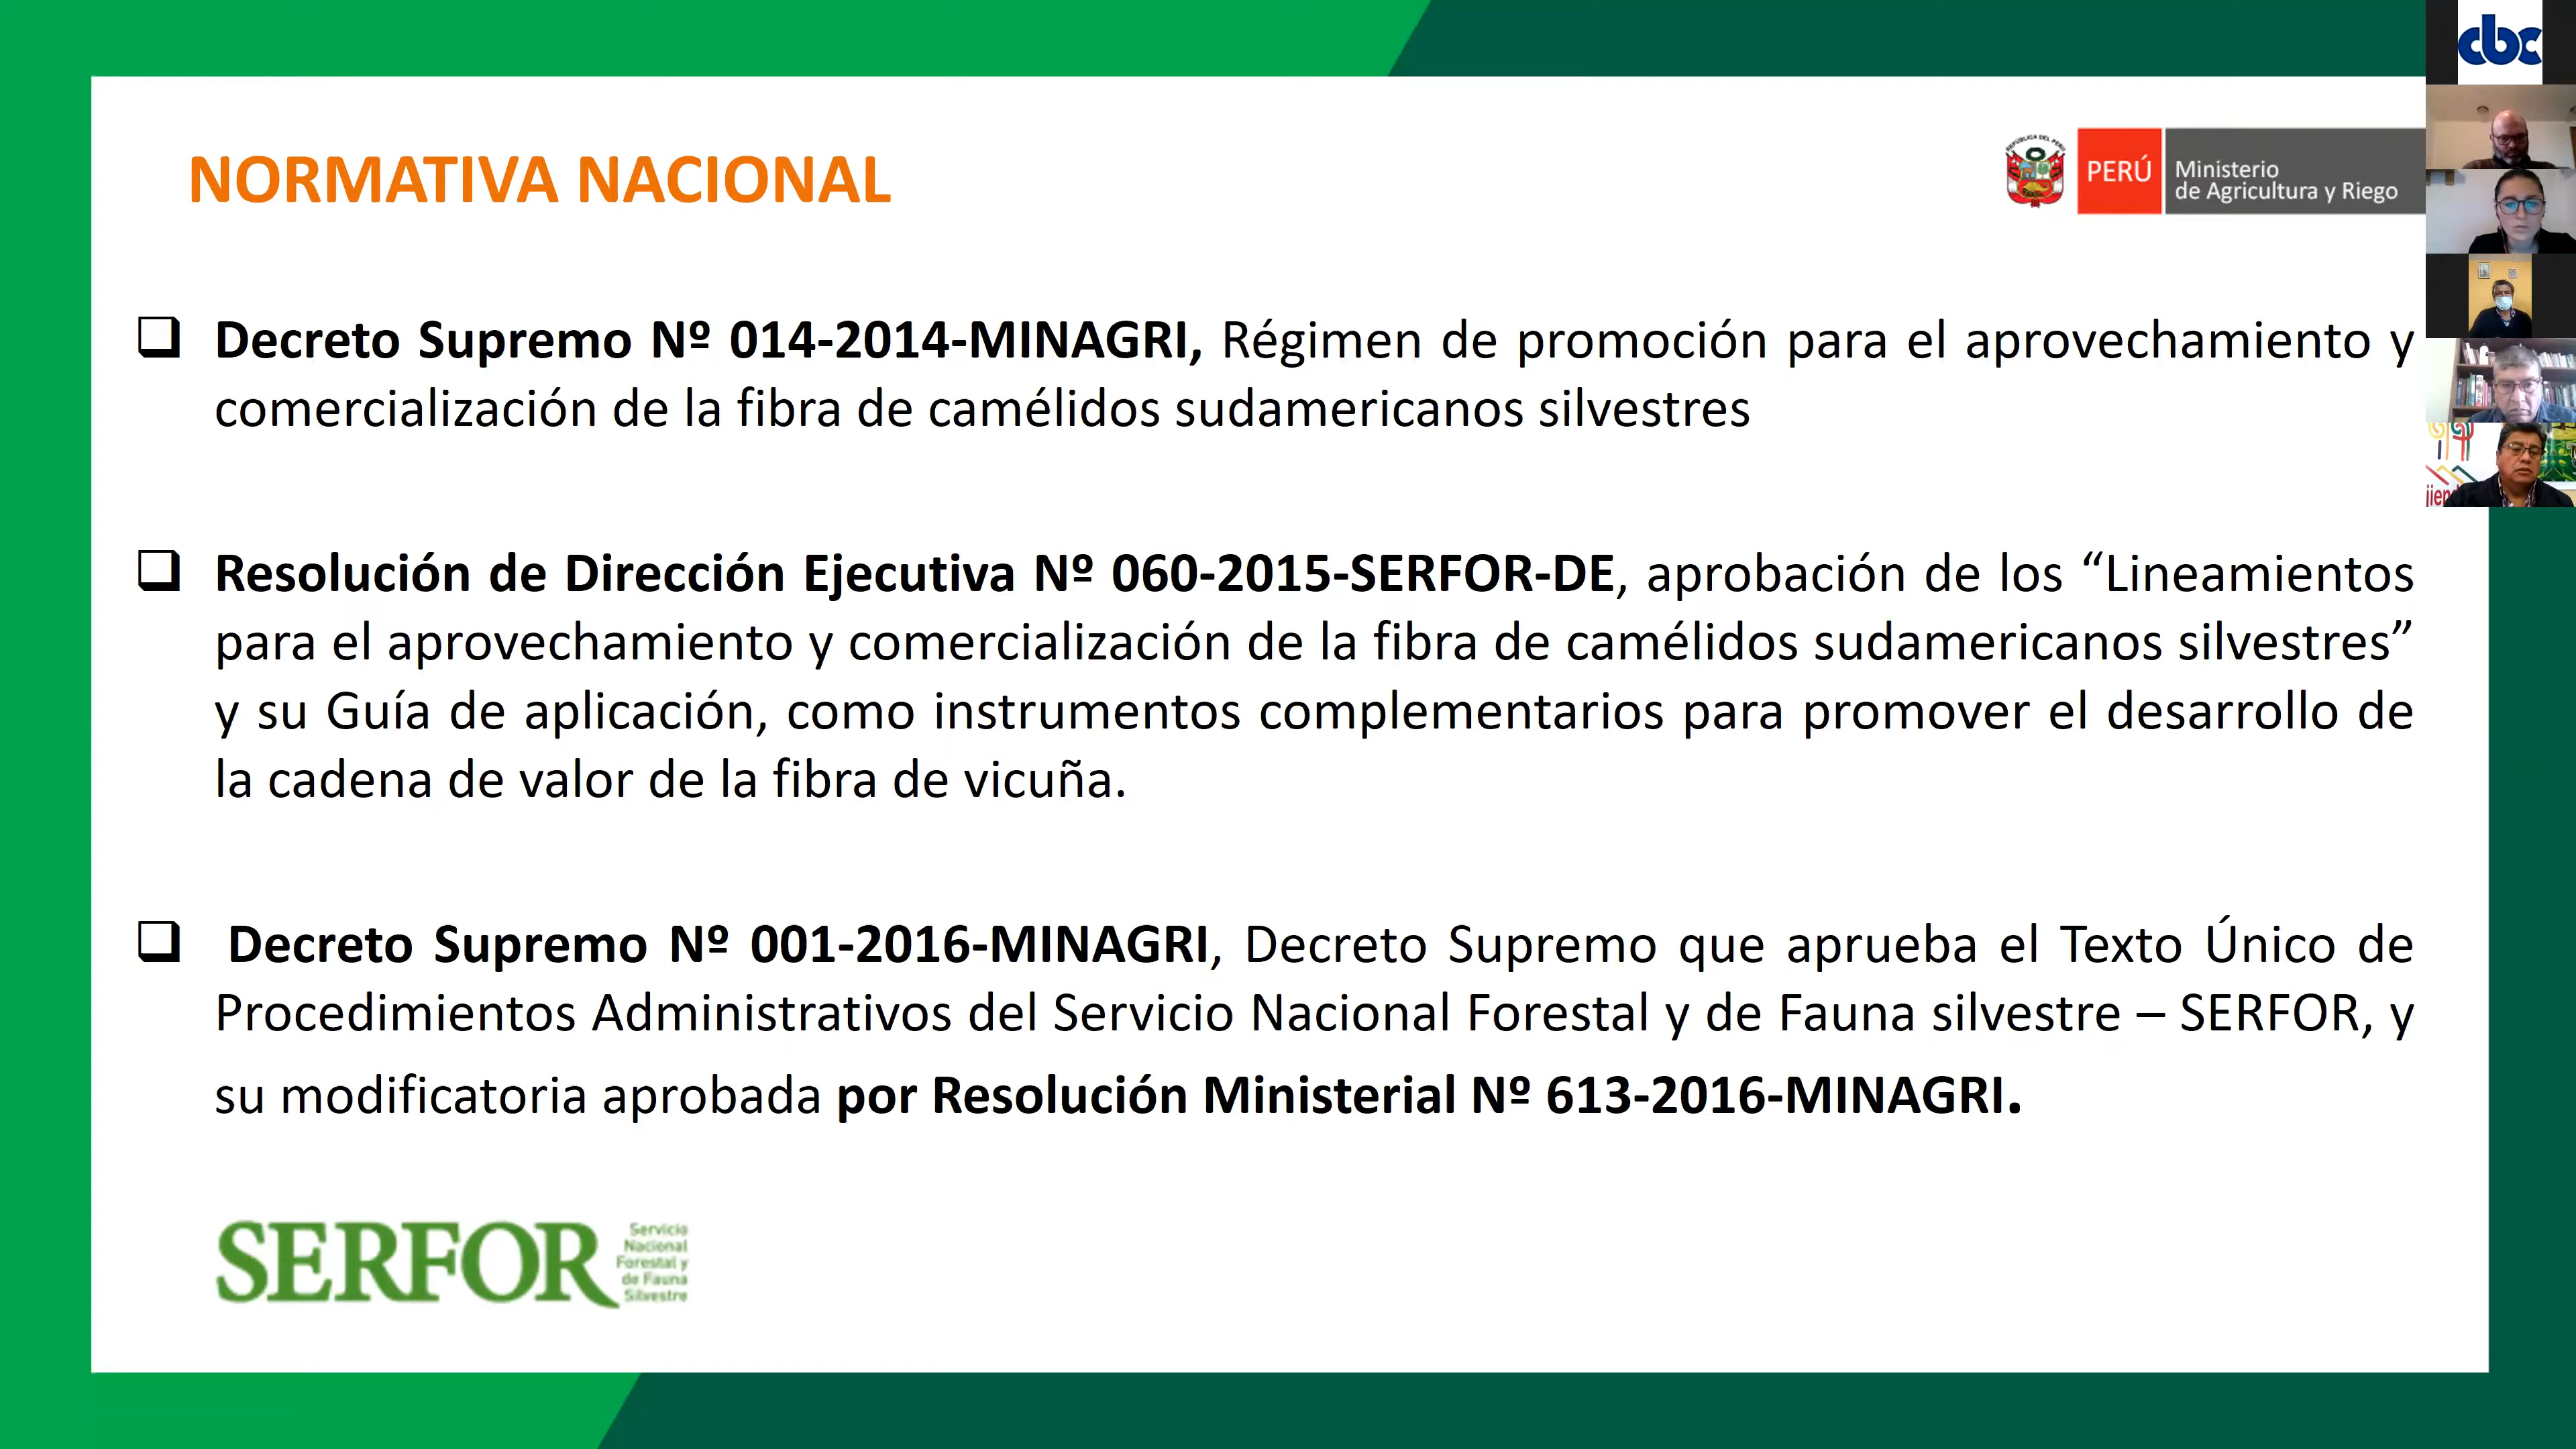 cbc
NORMATIVA NACIONAL
REPÚBLICA DEL PERÚ
PERÚ
Ministerio
de Agricultura y Riego
Decreto Supremo Nº 014-2014-MINAGRI, Régimen de promoción para el aprovechamiento y
comercialización de la fibra de camélidos sudamericanos silvestres
Resolución de Dirección Ejecutiva Nº 060-2015-SERFOR-DE, aprobación de los “Lineamientos
para el aprovechamiento y comercialización de la fibra de camélidos sudamericanos silvestres”
y su Guía de aplicación, como instrumentos complementarios para promover el desarrollo de
la cadena de valor de la fibra de vicuña.
Decreto Supremo Nº 001-2016-MINAGRI, Decreto Supremo que aprueba el Texto Único de
Procedimientos Administrativos del Servicio Nacional Forestal y de Fauna silvestre – SERFOR, y
su modificatoria aprobada por Resolución Ministerial Nº 613-2016-MINAGRI.
SERFOR
Servicio
Nacional
Forestal y
de Fauna
Silvestre